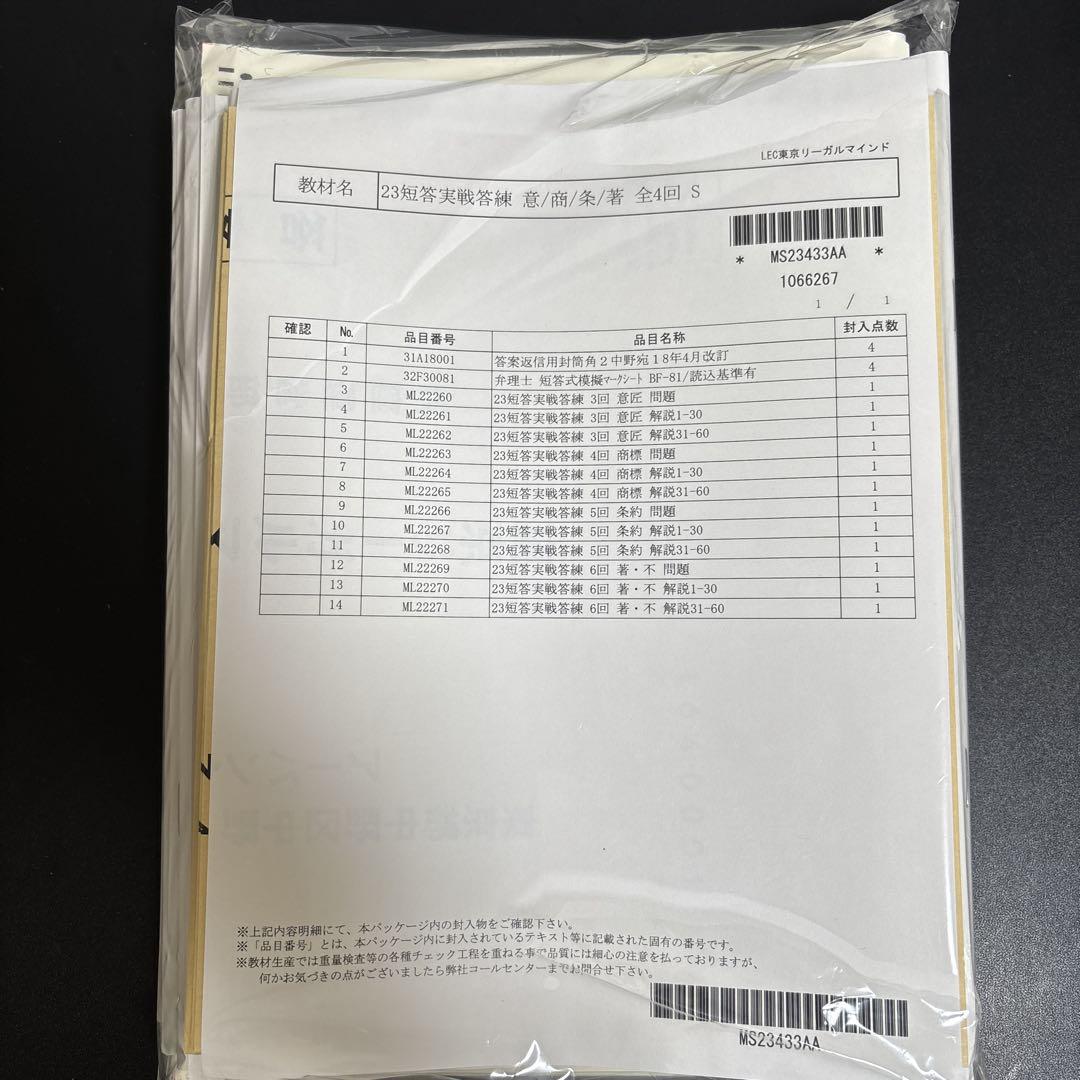 LEC東京リーガルマインド
教材名 23短答実戦答練 意/商/条/著 全4回 S
* MS23433AA *
1066267
1 / 1
確認 No. 品目番号 品目名称 封入点数
1 31A18001 答案返信用封筒角2中野宛18年4月改訂 4
2 32F30081 弁理士 短答式模擬マークシート BF-81/読込基準有 4
3 ML22260 23短答実戦答練 3回 意匠 問題 1
4 ML22261 23短答実戦答練 3回 意匠 解説1-30 1
5 ML22262 23短答実戦答練 3回 意匠 解説31-60 1
6 ML22263 23短答実戦答練 4回 商標 問題 1
7 ML22264 23短答実戦答練 4回 商標 解説1-30 1
8 ML22265 23短答実戦答練 4回 商標 解説31-60 1
9 ML22266 23短答実戦答練 5回 条約 問題 1
10 ML22267 23短答実戦答練 5回 条約 解説1-30 1
11 ML22268 23短答実戦答練 5回 条約 解説31-60 1
12 ML22269 23短答実戦答練 6回 著・不 問題 1
13 ML22270 23短答実戦答練 6回 著・不 解説1-30 1
14 ML22271 23短答実戦答練 6回 著・不 解説31-60 1
※上記内容明細にて、本パッケージ内の封入物をご確認下さい。
※「品目番号」とは、本パッケージ内に封入されているテキスト等に記載された固有の番号です。
※教材生産では重量検査等の各種チェック工程を重ねる事で品質には細心の注意を払っておりますが、
何かお気づきの点がございましたら弊社コールセンターまでお問合せ下さい。
MS23433AA